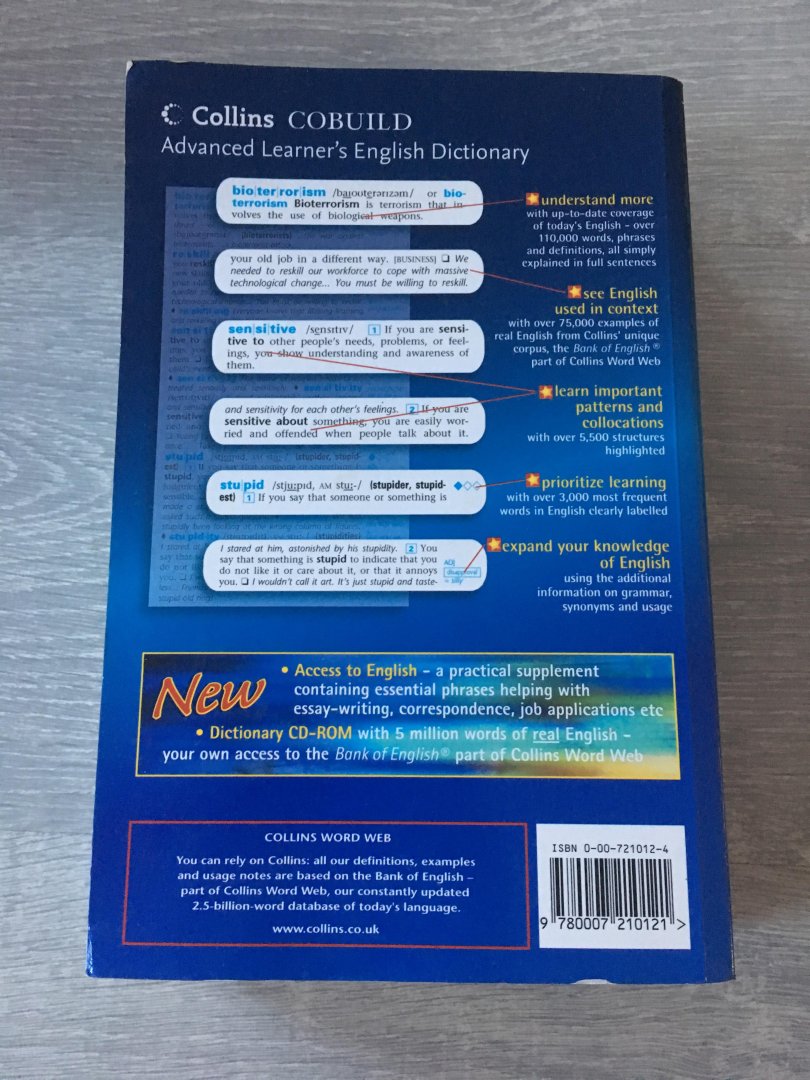 Collins COBUILD
Advanced Learner's English Dictionary
bio|ter|ror|ism /baɪoʊterərɪzəm/ or bio-
terrorism Bioterrorism is terrorism that in-
volves the use of biological weapons.
understand more
with up-to-date coverage
of today's English - over
110,000 words, phrases
and definitions, all simply
explained in full sentences
your old job in a different way. [BUSINESS] ❏ We
needed to reskill our workforce to cope with massive
technological change... You must be willing to reskill.
see English
used in context
with over 75,000 examples of
real English from Collins' unique
corpus, the Bank of English®
part of Collins Word Web
sen|si|tive /sensɪtɪv/ 1 If you are sensi-
tive to other people's needs, problems, or feel-
ings, you show understanding and awareness of
them.
and sensitivity for each other's feelings. 2 If you are
sensitive about something, you are easily wor-
ried and offended when people talk about it.
learn important
patterns and
collocations
with over 5,500 structures
highlighted
stu|pid /stjuːpɪd, AM stuː-/ (stupider, stupid-
est) 1 If you say that someone or something is
prioritize learning
with over 3,000 most frequent
words in English clearly labelled
I stared at him, astonished by his stupidity. 2 You
say that something is stupid to indicate that you
do not like it or care about it, or that it annoys
you. ❏ I wouldn't call it art. It's just stupid and taste-
ADJ
disapproval
= silly
expand your knowledge
of English
using the additional
information on grammar,
synonyms and usage
New
• Access to English – a practical supplement
containing essential phrases helping with
essay-writing, correspondence, job applications etc
• Dictionary CD-ROM with 5 million words of real English –
your own access to the Bank of English® part of Collins Word Web
COLLINS WORD WEB
You can rely on Collins: all our definitions, examples
and usage notes are based on the Bank of English –
part of Collins Word Web, our constantly updated
2.5-billion-word database of today's language.
www.collins.co.uk
ISBN 0-00-721012-4
9 780007 210121 >